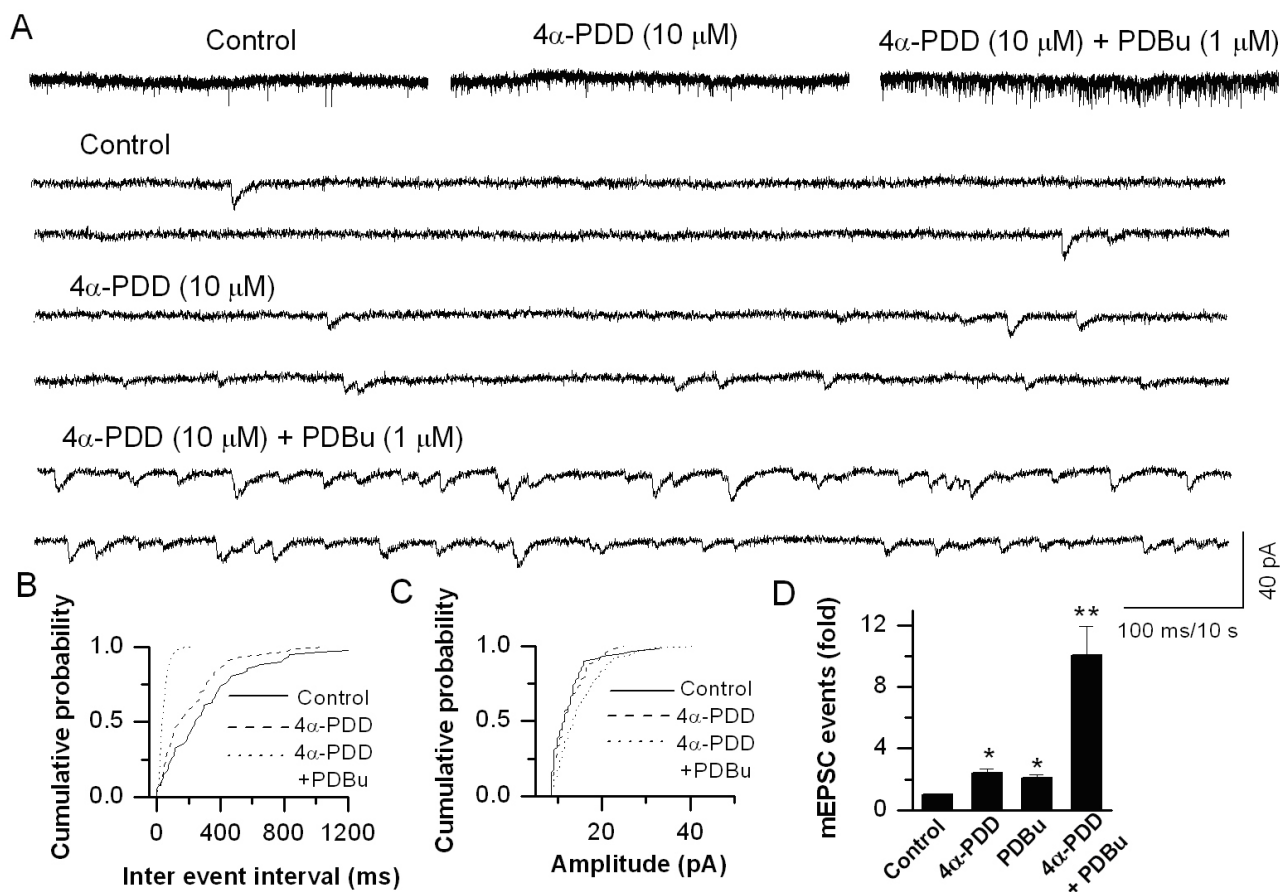 A
Control
4α-PDD (10 μM)
4α-PDD (10 μM) + PDBu (1 μM)
Control
4α-PDD (10 μM)
4α-PDD (10 μM) + PDBu (1 μM)
40 pA
100 ms/10 s
B
Cumulative probability
1.0
0.5
0.0
Control
4α-PDD
4α-PDD
+PDBu
0 400 800 1200
Inter event interval (ms)
C
Cumulative probability
1.0
0.5
0.0
Control
4α-PDD
4α-PDD
+PDBu
20 40
Amplitude (pA)
D
mEPSC events (fold)
12
8
4
0
*
*
**
Control
4α-PDD
PDBu
4α-PDD
+ PDBu